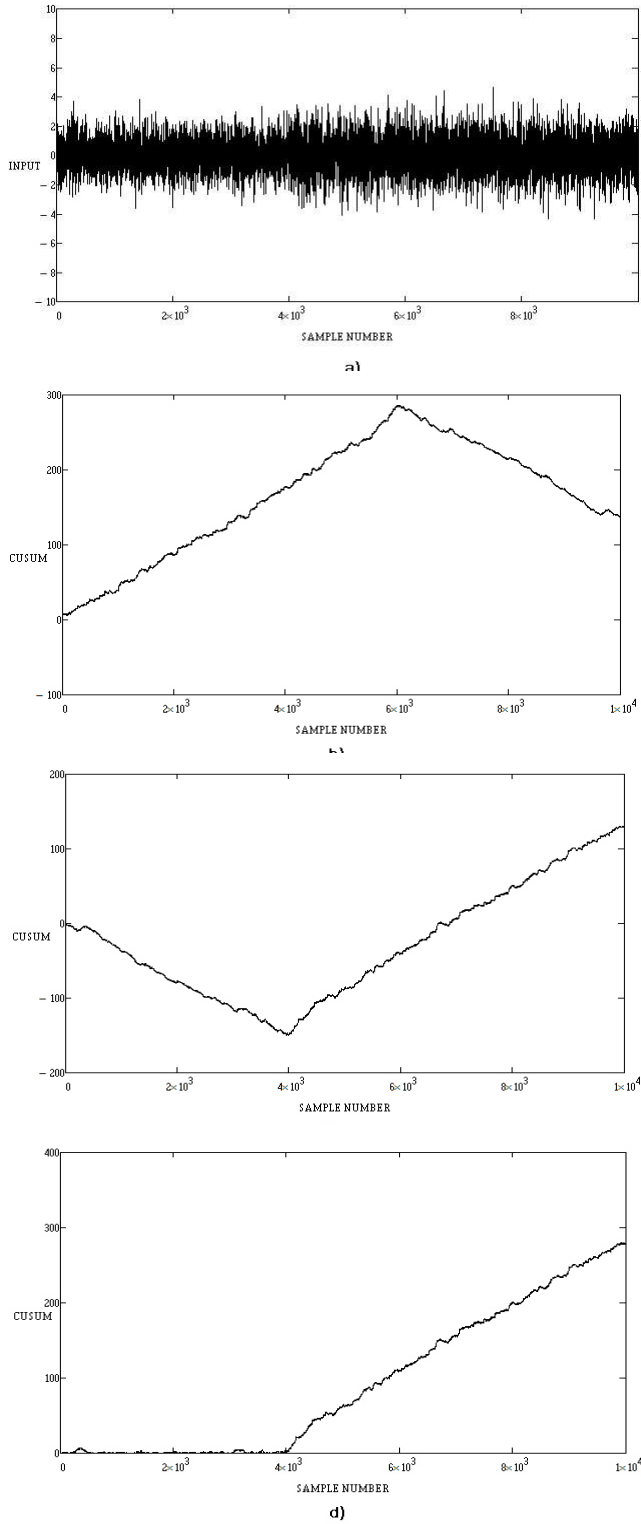 10
8
6
4
2
0
INPUT
− 2
− 4
− 6
− 8
− 10
0 2×10³ 4×10³ 6×10³ 8×10³
SAMPLE NUMBER
a)
300
200
100
CUSUM
0
− 100
0 2×10³ 4×10³ 6×10³ 8×10³ 1×10⁴
SAMPLE NUMBER
b)
200
100
0
CUSUM
− 100
− 200
0 2×10³ 4×10³ 6×10³ 8×10³ 1×10⁴
SAMPLE NUMBER
400
300
200
CUSUM
100
0
0 2×10³ 4×10³ 6×10³ 8×10³ 1×10⁴
SAMPLE NUMBER
d)